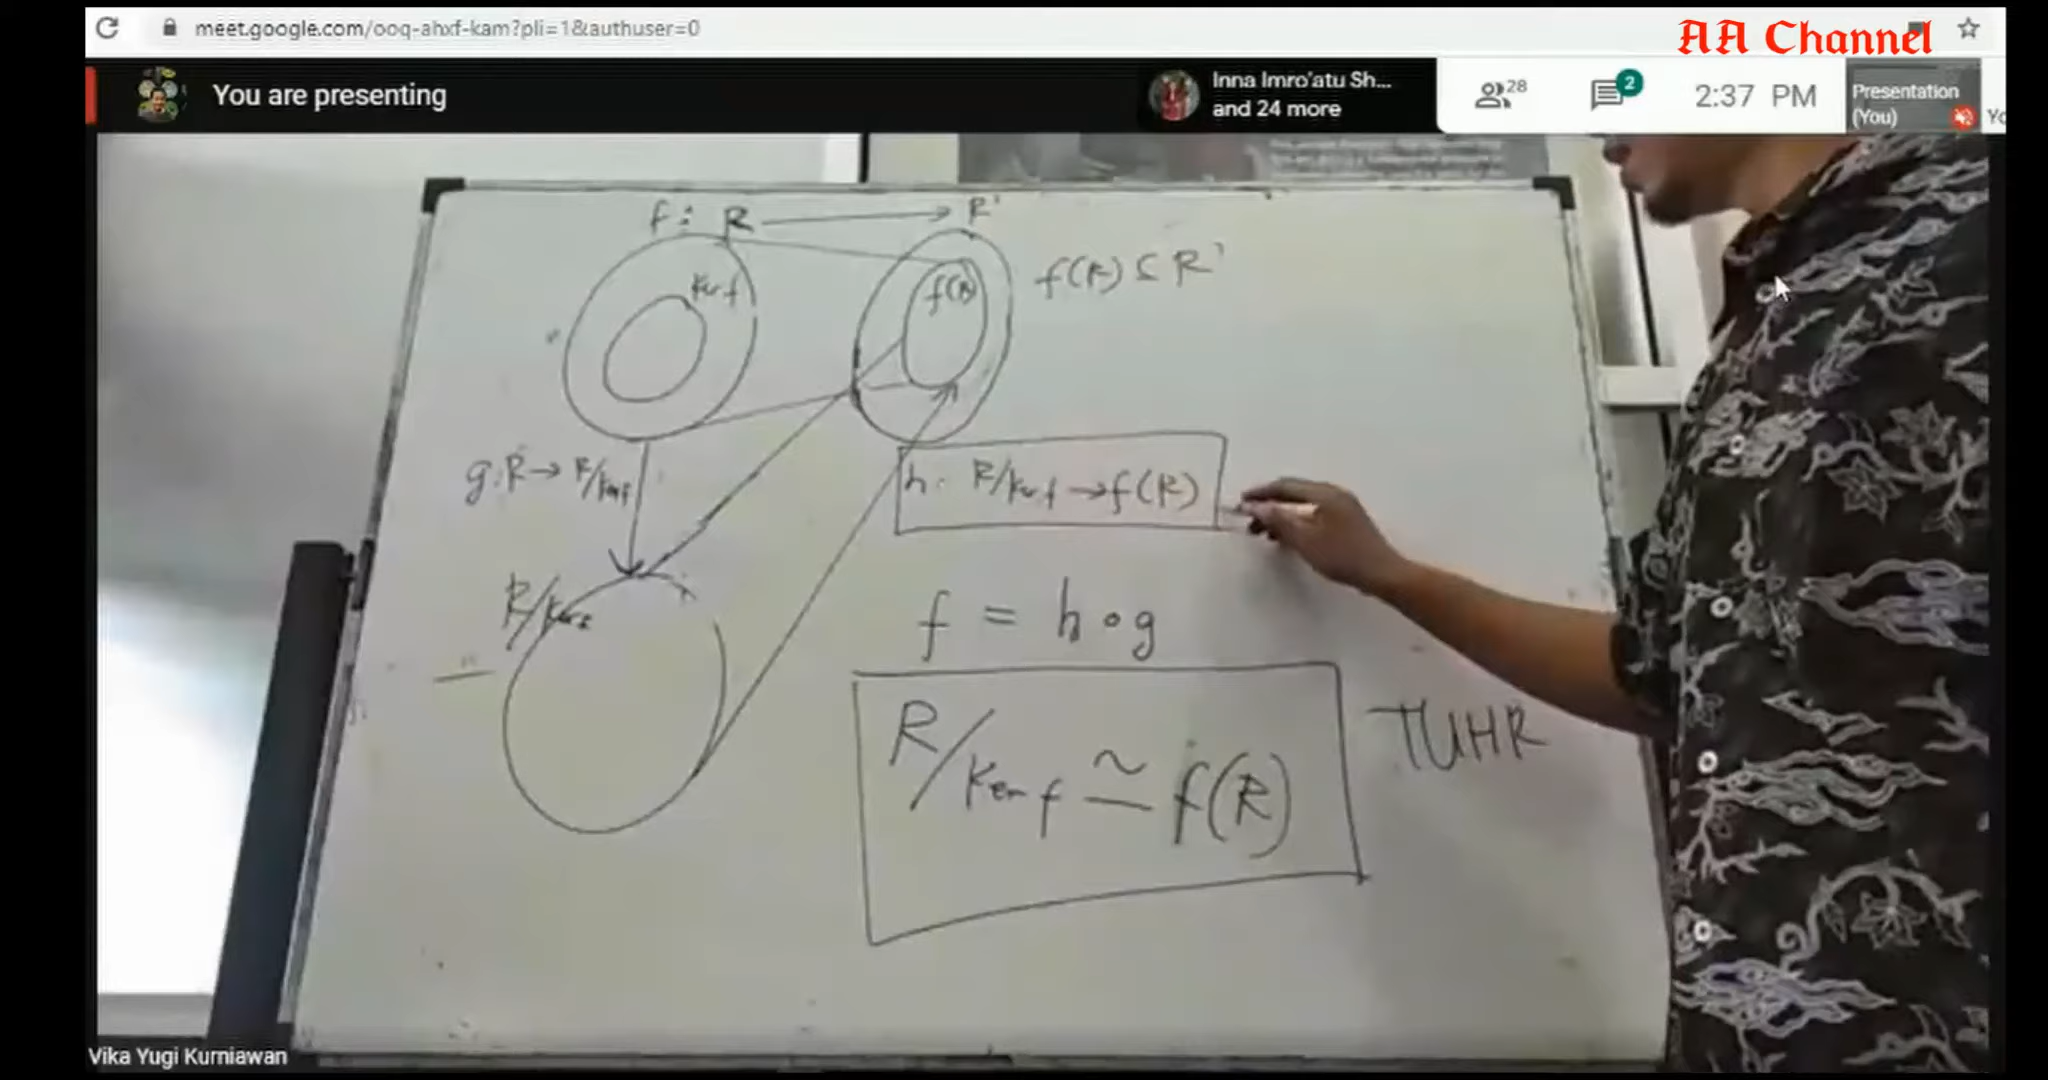 meet.google.com/ooq-ahxf-kam?pli=1&authuser=0
AA Channel
You are presenting
Inna Imro'atu Sh...
and 24 more
28
2
2:37 PM
Presentation
(You)
Yo
f : R → R'
Ker f
f(R)
f(R) ⊆ R'
g: R → R/Ker f
h: R/Ker f → f(R)
R/Ker f
f = h ∘ g
R/Ker f ≃ f(R)
TUHR
Vika Yugi Kurniawan